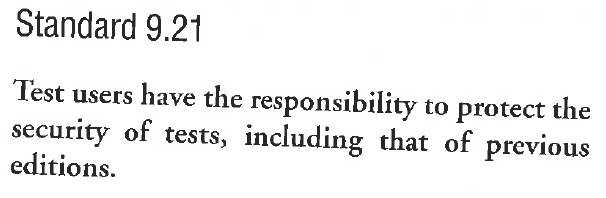 Standard 9.21
Test users have the responsibility to protect the
security of tests, including that of previous
editions.